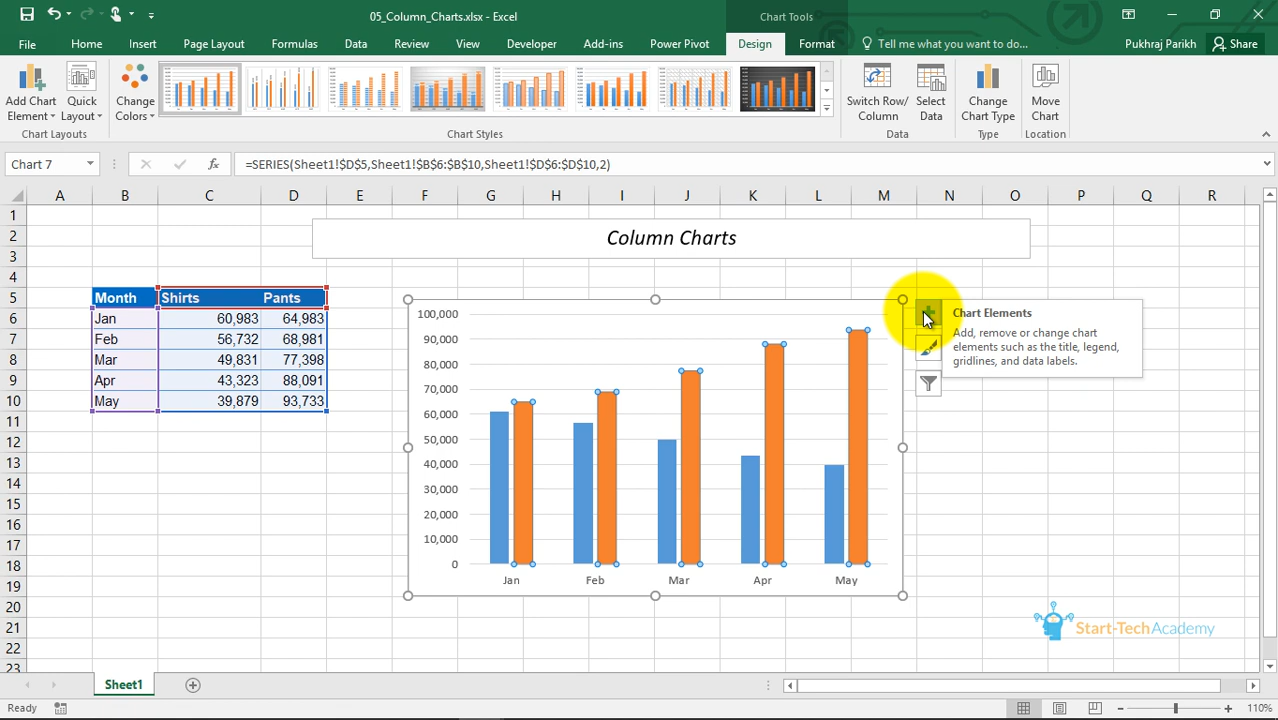 05_Column_Charts.xlsx - Excel
Chart Tools
File
Home
Insert
Page Layout
Formulas
Data
Review
View
Developer
Add-ins
Power Pivot
Design
Format
Tell me what you want to do...
Pukhraj Parikh
Share
Add Chart
Element
Quick
Layout
Change
Colors
Switch Row/
Column
Select
Data
Change
Chart Type
Move
Chart
Chart Layouts
Chart Styles
Data
Type
Location
Chart 7
fx
=SERIES(Sheet1!$D$5,Sheet1!$B$6:$B$10,Sheet1!$D$6:$D$10,2)
A B C D E F G H I J K L M N O P Q R
1
2
3
4
5
6
7
8
9
10
11
12
13
14
15
16
17
18
19
20
21
22
23
Column Charts
Month Shirts Pants
Jan 60,983 64,983
Feb 56,732 68,981
Mar 49,831 77,398
Apr 43,323 88,091
May 39,879 93,733
100,000
90,000
80,000
70,000
60,000
50,000
40,000
30,000
20,000
10,000
0
Jan Feb Mar Apr May
Chart Elements
Add, remove or change chart
elements such as the title, legend,
gridlines, and data labels.
Start-TechAcademy
Sheet1
Ready
110%